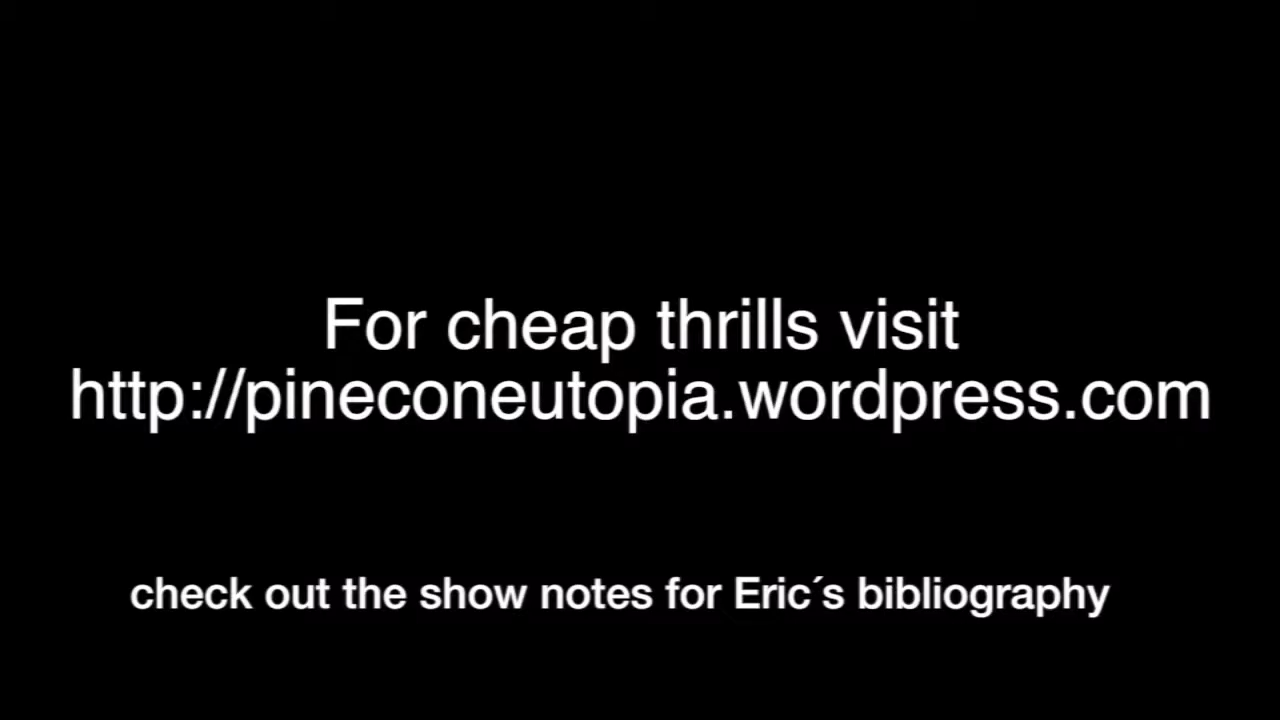 For cheap thrills visit
http://pineconeutopia.wordpress.com
check out the show notes for Eric´s bibliography